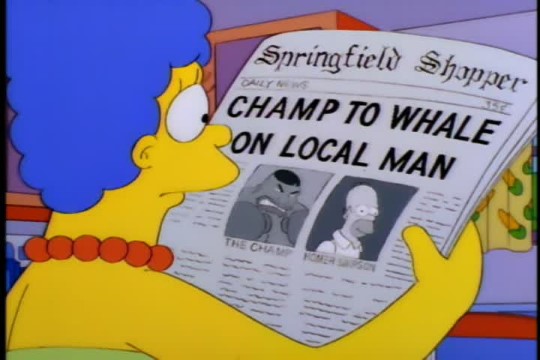 Springfield Shopper
DAILY NEWS 35¢
CHAMP TO WHALE
ON LOCAL MAN
THE CHAMP HOMER SIMPSON